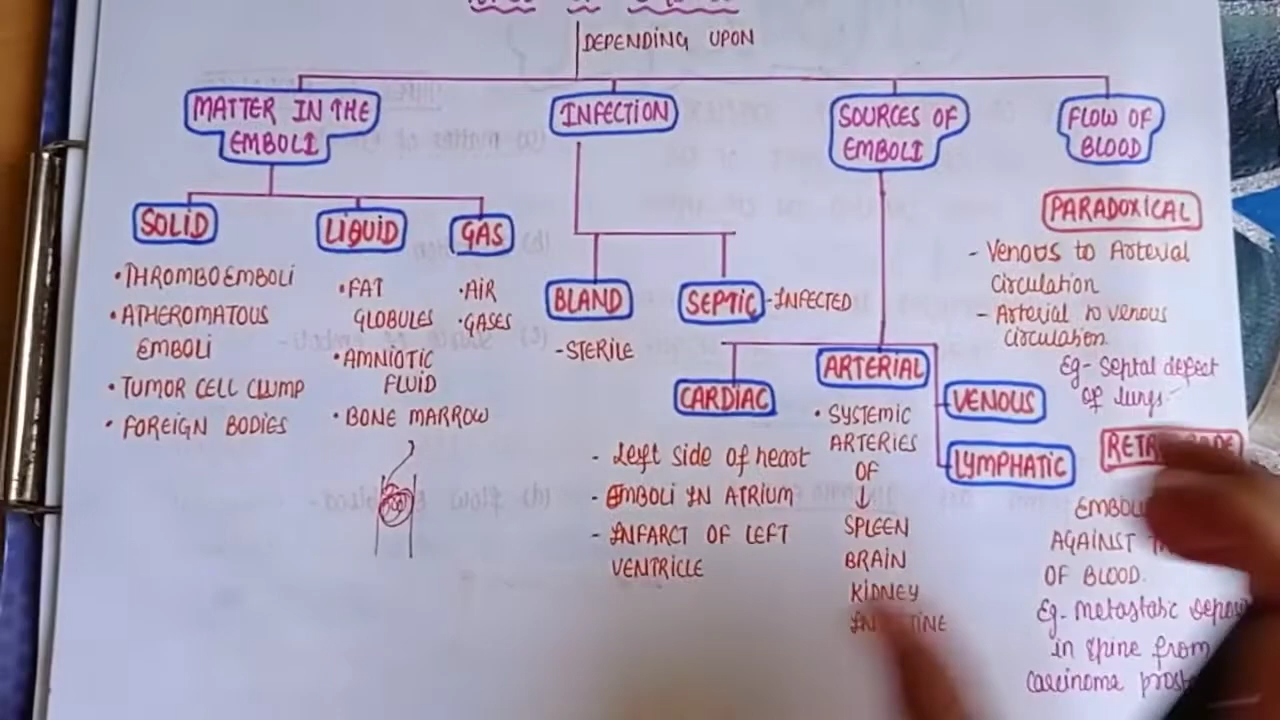 DEPENDING UPON
MATTER IN THE
EMBOLI
INFECTION
SOURCES OF
EMBOLI
FLOW OF
BLOOD
SOLID
LIQUID
GAS
• THROMBOEMBOLI
• ATHEROMATOUS
EMBOLI
• TUMOR CELL CLUMP
• FOREIGN BODIES
• FAT
GLOBULES
• AMNIOTIC
FLUID
• BONE MARROW
• AIR
• GASES
BLAND
- STERILE
SEPTIC - INFECTED
CARDIAC
- Left side of heart
- EMBOLI IN ATRIUM
- INFARCT OF LEFT
VENTRICLE
ARTERIAL
• SYSTEMIC
ARTERIES
OF
↓
SPLEEN
BRAIN
KIDNEY
VENOUS
LYMPHATIC
PARADOXICAL
- Venous to Arterial
Circulation
- Arterial to venous
circulation
Eg- Septal defect
of lungs-
AGAINST
OF BLOOD.
Eg- metastatic
in spine from
carcinoma